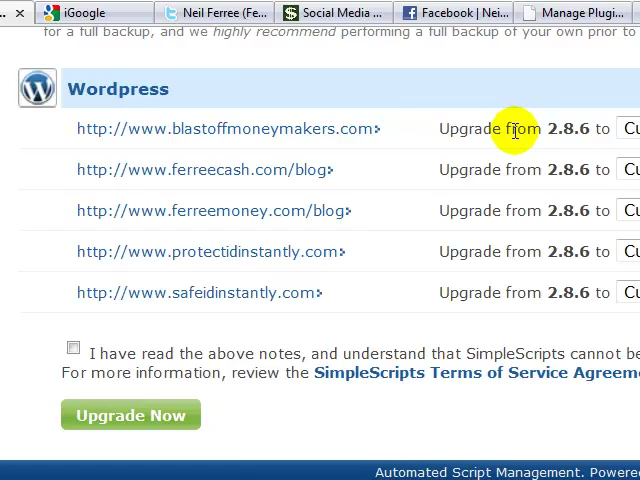 ... iGoogle Neil Ferree (Fe... Social Media ... Facebook | Nei... Manage Plugi...
for a full backup, and we highly recommend performing a full backup of your own prior to
Wordpress
http://www.blastoffmoneymakers.com Upgrade from 2.8.6 to Cu
http://www.ferreecash.com/blog Upgrade from 2.8.6 to Cu
http://www.ferreemoney.com/blog Upgrade from 2.8.6 to Cu
http://www.protectidinstantly.com Upgrade from 2.8.6 to Cu
http://www.safeidinstantly.com Upgrade from 2.8.6 to Cu
I have read the above notes, and understand that SimpleScripts cannot be
For more information, review the SimpleScripts Terms of Service Agreem
Upgrade Now
Automated Script Management. Powere